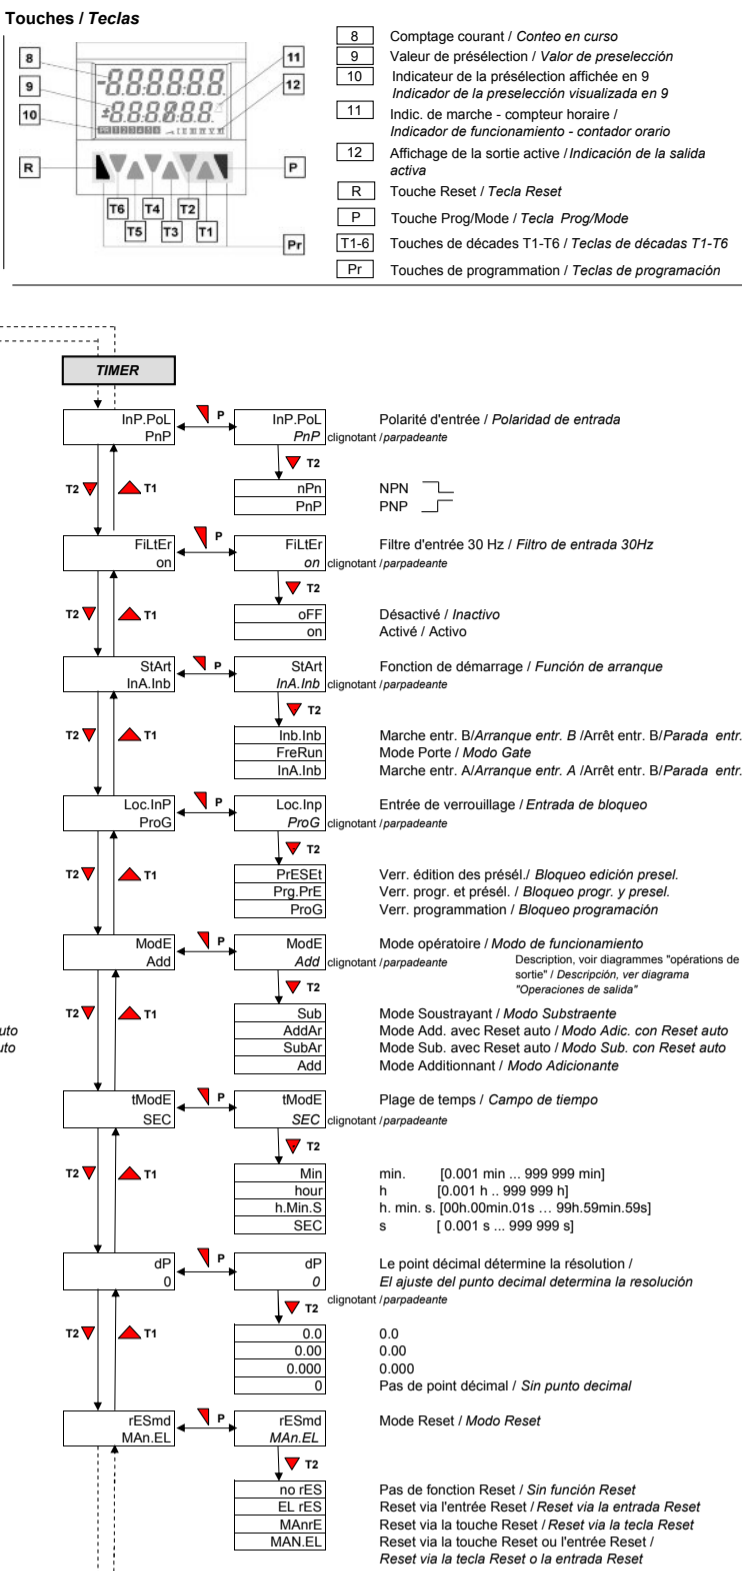 Touches / Teclas
8
9
10
R
11
12
P
T6
T4
T2
T5
T3
T1
Pr
8 Comptage courant / Conteo en curso
9 Valeur de présélection / Valor de preselección
10 Indicateur de la présélection affichée en 9
Indicador de la preselección visualizada en 9
11 Indic. de marche - compteur horaire /
Indicador de funcionamiento - contador orario
12 Affichage de la sortie active / Indicación de la salida
activa
R Touche Reset / Tecla Reset
P Touche Prog/Mode / Tecla Prog/Mode
T1-6 Touches de décades T1-T6 / Teclas de décadas T1-T6
Pr Touches de programmation / Teclas de programación
TIMER
InP.PoL P InP.PoL Polarité d'entrée / Polaridad de entrada
PnP PnP clignotant / parpadeante
T2
T2 T1 nPn NPN
PnP PNP
FiLtEr P FiLtEr Filtre d'entrée 30 Hz / Filtro de entrada 30Hz
on on clignotant / parpadeante
T2
T2 T1 oFF Désactivé / Inactivo
on Activé / Activo
StArt P StArt Fonction de démarrage / Función de arranque
InA.Inb InA.Inb clignotant / parpadeante
T2
T2 T1 Inb.Inb Marche entr. B/Arranque entr. B /Arrêt entr. B/Parada entr.
FreRun Mode Porte / Modo Gate
InA.Inb Marche entr. A/Arranque entr. A /Arrêt entr. B/Parada entr.
Loc.InP P Loc.Inp Entrée de verrouillage / Entrada de bloqueo
ProG ProG clignotant / parpadeante
T2
T2 T1 PrESEt Verr. édition des présél./ Bloqueo edición presel.
Prg.PrE Verr. progr. et présél. / Bloqueo progr. y presel.
ProG Verr. programmation / Bloqueo programación
ModE P ModE Mode opératoire / Modo de funcionamiento
Add Add clignotant / parpadeante Description, voir diagrammes "opérations de
sortie" / Descripción, ver diagrama
"Operaciones de salida"
T2
T2 T1 Sub Mode Soustrayant / Modo Substraente
uto AddAr Mode Add. avec Reset auto / Modo Adic. con Reset auto
uto SubAr Mode Sub. avec Reset auto / Modo Sub. con Reset auto
Add Mode Additionnant / Modo Adicionante
tModE P tModE Plage de temps / Campo de tiempo
SEC SEC clignotant / parpadeante
T2
T2 T1 Min min. [0.001 min ... 999 999 min]
hour h [0.001 h .. 999 999 h]
h.Min.S h. min. s. [00h.00min.01s … 99h.59min.59s]
SEC s [ 0.001 s ... 999 999 s]
dP P dP Le point décimal détermine la résolution /
0 0 El ajuste del punto decimal determina la resolución
clignotant / parpadeante
T2
T2 T1 0.0 0.0
0.00 0.00
0.000 0.000
0 Pas de point décimal / Sin punto decimal
rESmd P rESmd Mode Reset / Modo Reset
MAn.EL MAn.EL
T2
no rES Pas de fonction Reset / Sin función Reset
EL rES Reset via l'entrée Reset / Reset via la entrada Reset
MAnrE Reset via la touche Reset / Reset via la tecla Reset
MAN.EL Reset via la touche Reset ou l'entrée Reset /
Reset via la tecla Reset o la entrada Reset